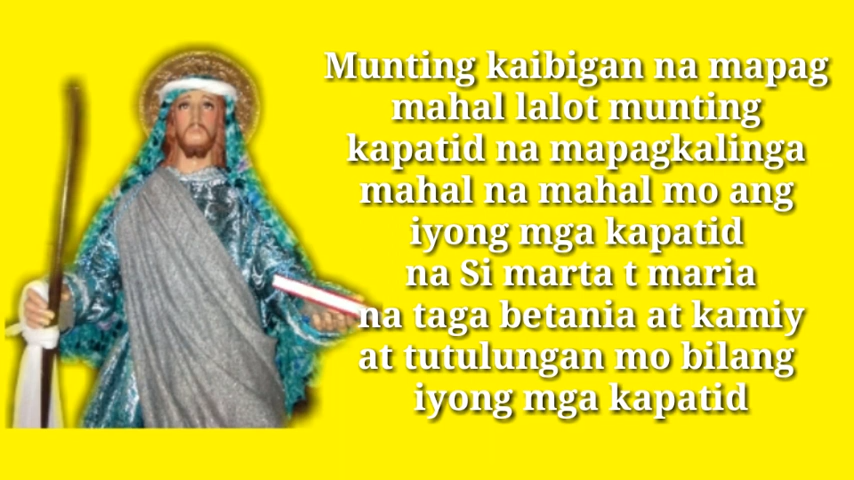 Munting kaibigan na mapag
mahal lalot munting
kapatid na mapagkalinga
mahal na mahal mo ang
iyong mga kapatid
na Si marta t maria
na taga betania at kamiy
at tutulungan mo bilang
iyong mga kapatid